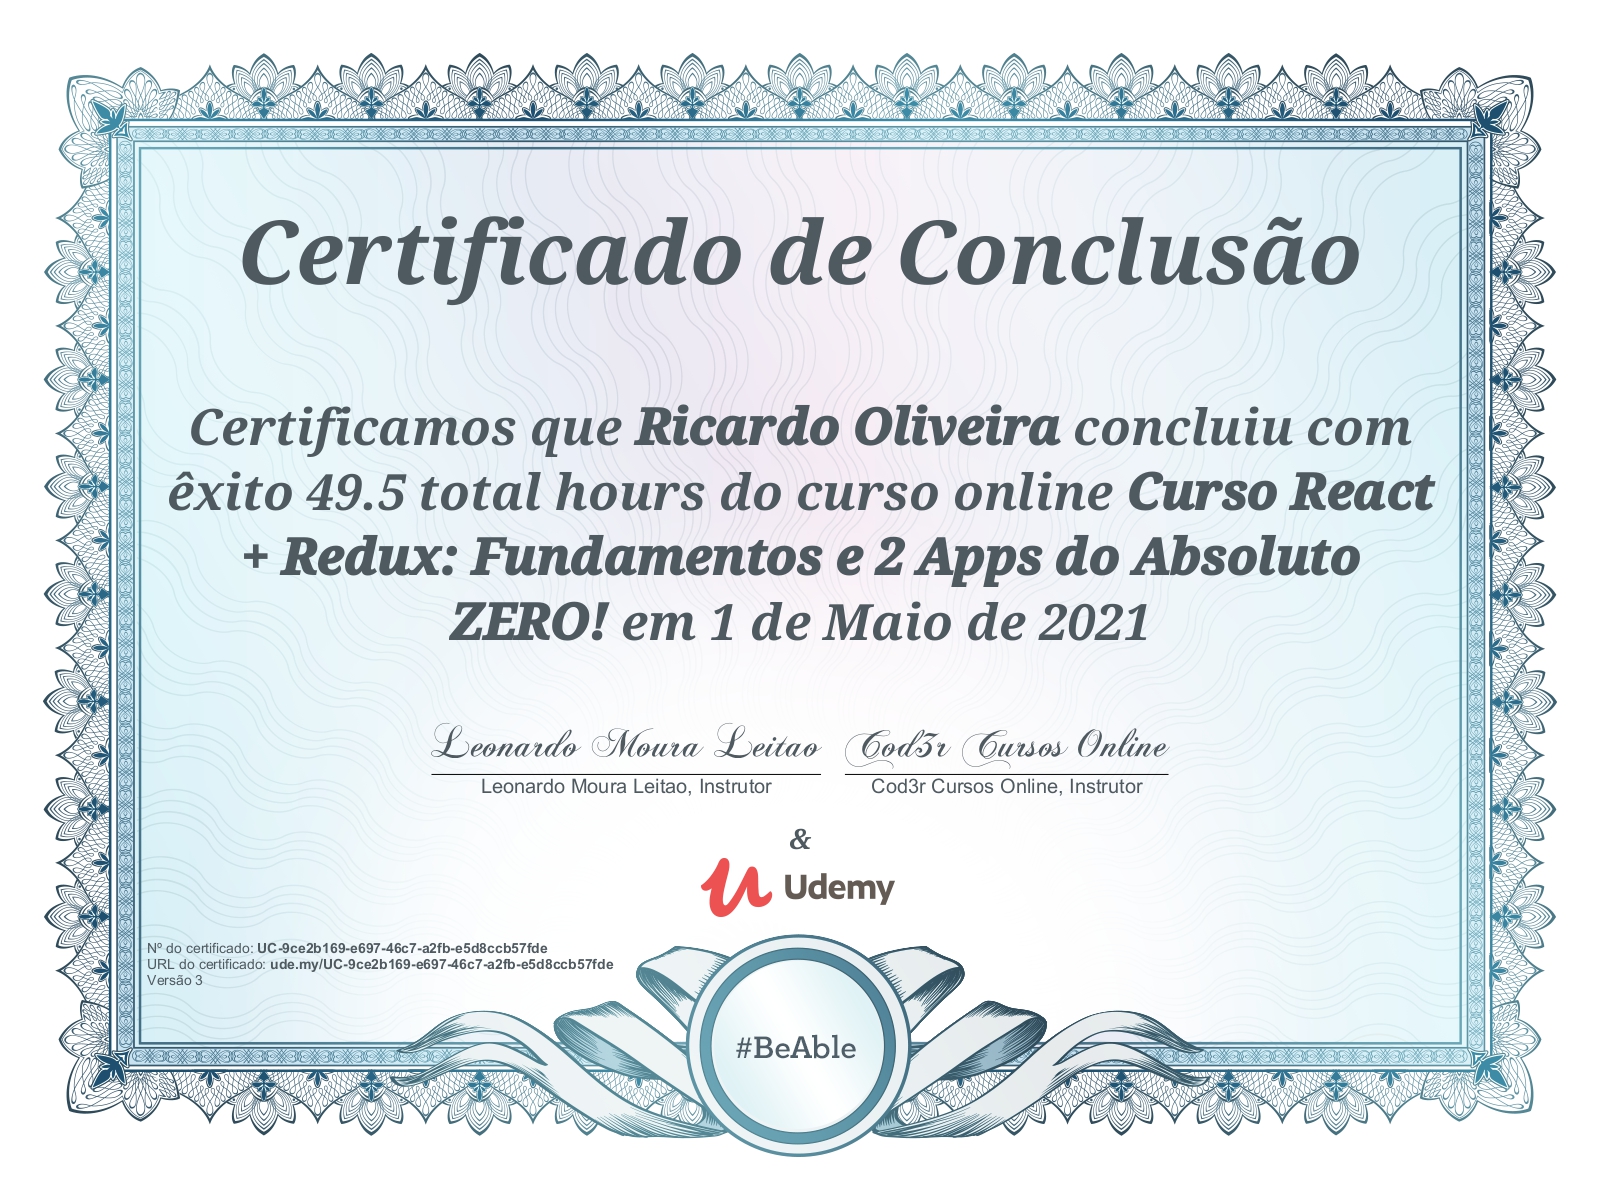 Certificado de Conclusão
Certificamos que Ricardo Oliveira concluiu com
êxito 49.5 total hours do curso online Curso React
+ Redux: Fundamentos e 2 Apps do Absoluto
ZERO! em 1 de Maio de 2021
Leonardo Moura Leitao Cod3r Cursos Online
Leonardo Moura Leitao, Instrutor Cod3r Cursos Online, Instrutor
&
Udemy
Nº do certificado: UC-9ce2b169-e697-46c7-a2fb-e5d8ccb57fde
URL do certificado: ude.my/UC-9ce2b169-e697-46c7-a2fb-e5d8ccb57fde
Versão 3
#BeAble